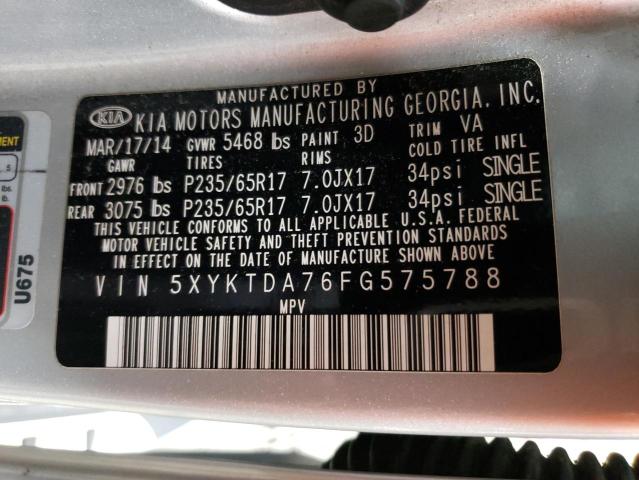 MANUFACTURED BY
KIA KIA MOTORS MANUFACTURING GEORGIA, INC.
MAR/17/14 GVWR 5468 lbs PAINT 3D TRIM VA
GAWR TIRES RIMS COLD TIRE INFL
FRONT 2976 lbs P235/65R17 7.0JX17 34psi SINGLE
REAR 3075 lbs P235/65R17 7.0JX17 34psi SINGLE
THIS VEHICLE CONFORMS TO ALL APPLICABLE U.S.A. FEDERAL
MOTOR VEHICLE SAFETY AND THEFT PREVENTION STANDARDS
IN EFFECT ON THE DATE OF MANUFACTURE SHOWN ABOVE
VIN 5XYKTDA76FG575788
MPV
U675